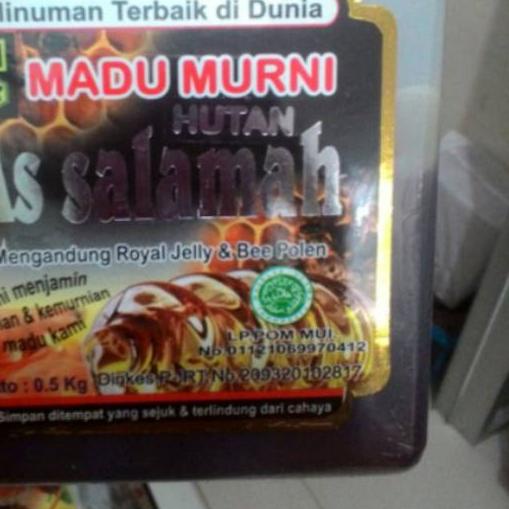 Minuman Terbaik di Dunia
MADU MURNI
HUTAN
As salamah
Mengandung Royal Jelly & Bee Polen
menjamin
& kemurnian
madu kami
LP.POM MUI
No.01121069970412
: 0.5 Kg
Dinkes P-IRT.No.209320102817
Simpan ditempat yang sejuk & terlindung dari cahaya